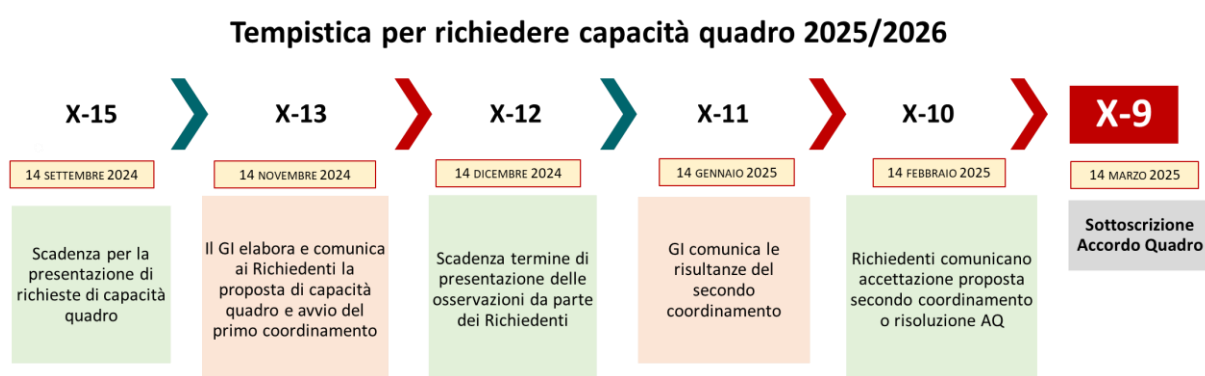 Tempistica per richiedere capacità quadro 2025/2026
X-15
X-13
X-12
X-11
X-10
X-9
14 SETTEMBRE 2024
14 NOVEMBRE 2024
14 DICEMBRE 2024
14 GENNAIO 2025
14 FEBBRAIO 2025
14 MARZO 2025
Scadenza per la
presentazione di
richieste di capacità
quadro
Il GI elabora e comunica
ai Richiedenti la
proposta di capacità
quadro e avvio del
primo coordinamento
Scadenza termine di
presentazione delle
osservazioni da parte
dei Richiedenti
GI comunica le
risultanze del
secondo
coordinamento
Richiedenti comunicano
accettazione proposta
secondo coordinamento
o risoluzione AQ
Sottoscrizione
Accordo Quadro